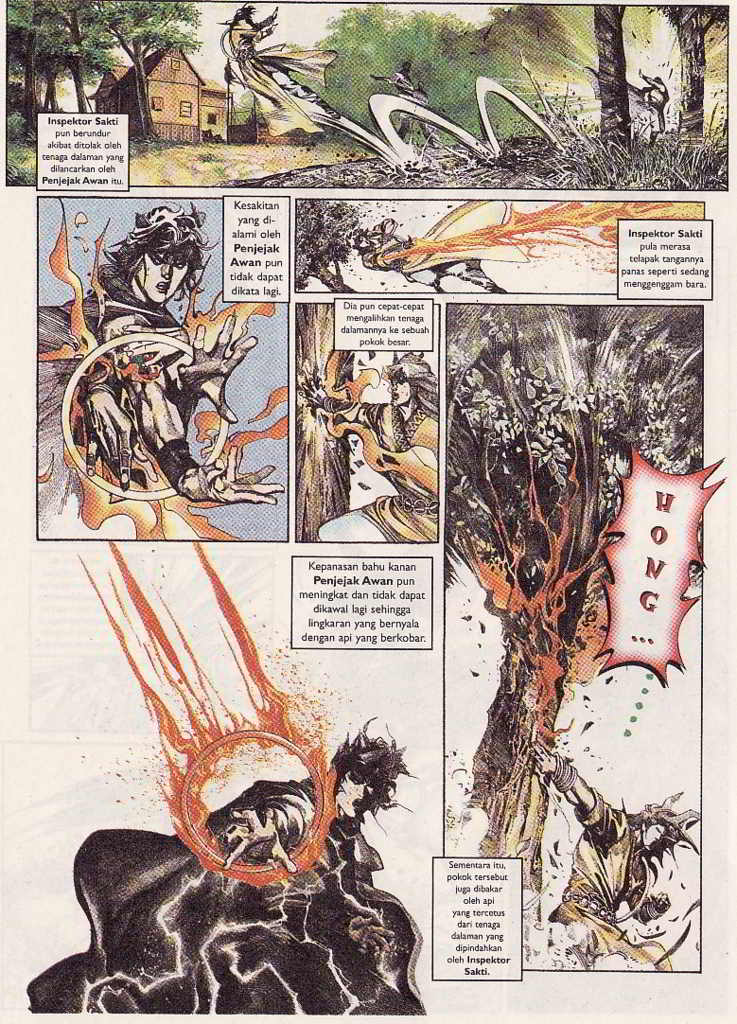 Inspektor Sakti
pun berundur
akibat ditolak oleh
tenaga dalaman yang
dilancarkan oleh
Penjejak Awan itu.
Kesakitan
yang di-
alami oleh
Penjejak
Awan pun
tidak dapat
dikata lagi.
Inspektor Sakti
pula merasa
telapak tangannya
panas seperti sedang
menggenggam bara.
Dia pun cepat-cepat
mengalihkan tenaga
dalamannya ke sebuah
pokok besar.
HONG ...
Kepanasan bahu kanan
Penjejak Awan pun
meningkat dan tidak dapat
dikawal lagi sehingga
lingkaran yang bernyala
dengan api yang berkobar.
Sementara itu,
pokok tersebut
juga dibakar
oleh api
yang tercetus
dari tenaga
dalaman yang
dipindahkan
oleh Inspektor
Sakti.